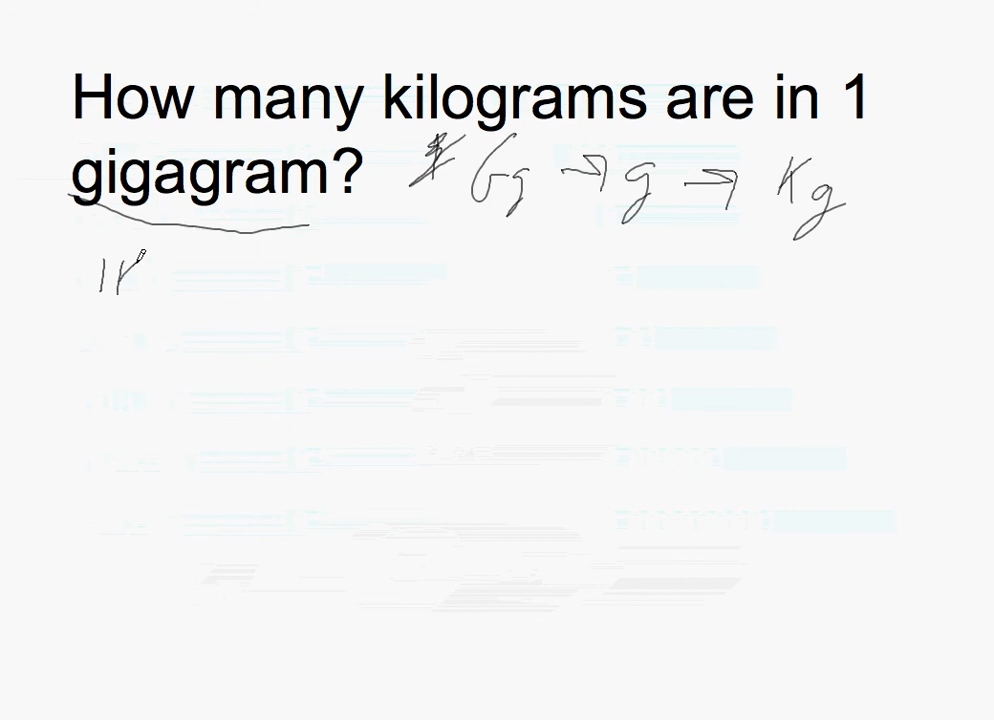 How many kilograms are in 1
gigagram? * Gg → g → Kg